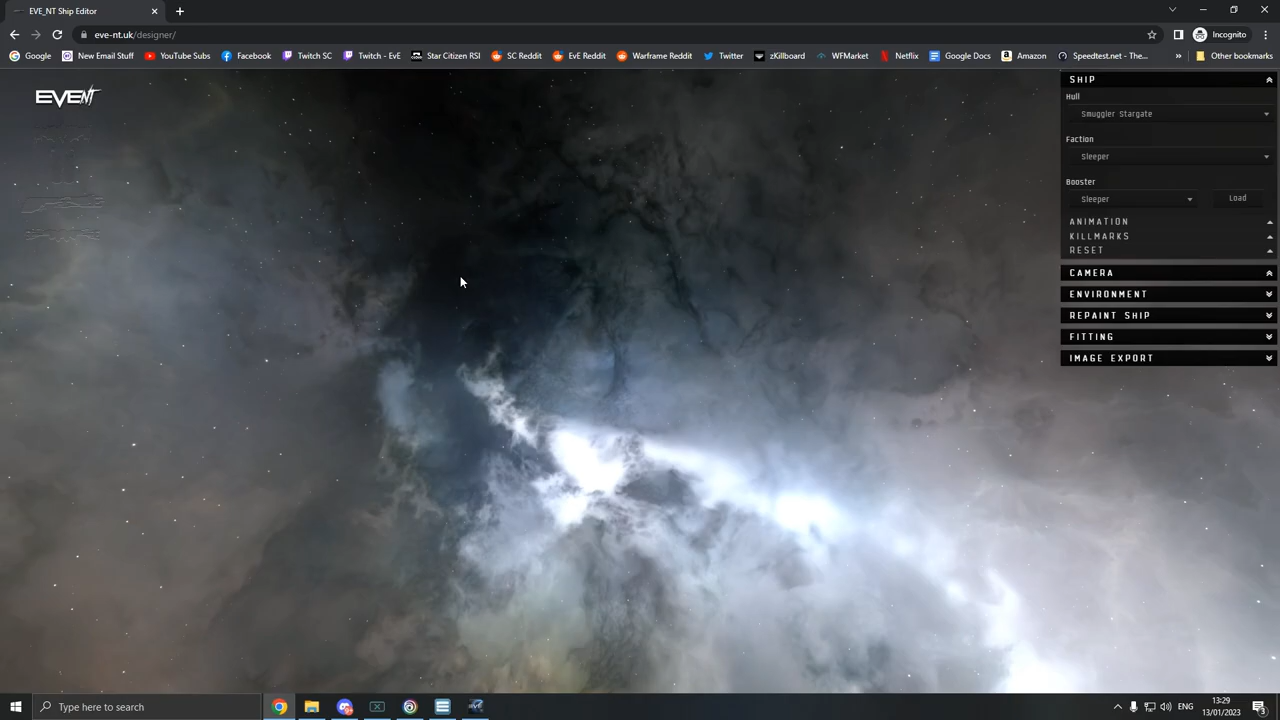 EVE_NT Ship Editor
eve-nt.uk/designer/
Incognito
Google
New Eden Encyclop...
YouTube Subs
Facebook
Twitch SC
Twitch - EvE
Star Citizen RSI
SC Reddit
EvE Reddit
Warframe Reddit
Twitter
zKillboard
WFMarket
Netflix
Google Docs
Amazon
Speedtest.net - The...
»
Other bookmarks
EVENT
SHIP
Hull
Smuggler Stargate
Faction
Sleeper
Booster
Sleeper
Load
ANIMATION
KILLMARKS
RESET
CAMERA
ENVIRONMENT
REPAINT SHIP
FITTING
IMAGE EXPORT
Type here to search
ENG
13:29
13/01/2023
3